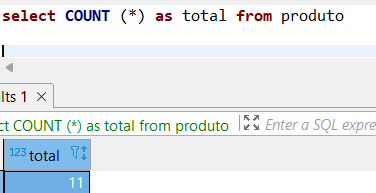 select COUNT (*) as total from produto
lts 1
ct COUNT (*) as total from produto
Enter a SQL expre
123 total
11